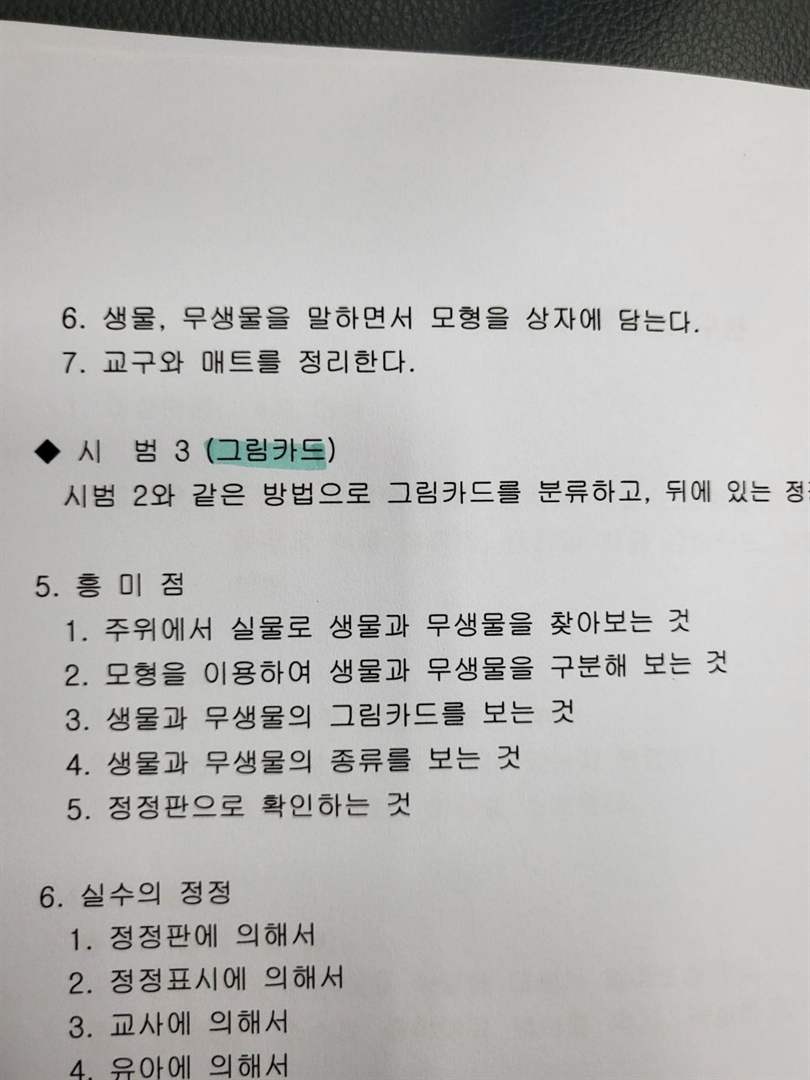 6. 생물, 무생물을 말하면서 모형을 상자에 담는다.
7. 교구와 매트를 정리한다.
◆ 시 범 3 (그림카드)
시범 2와 같은 방법으로 그림카드를 분류하고, 뒤에 있는
5. 흥 미 점
1. 주위에서 실물로 생물과 무생물을 찾아보는 것
2. 모형을 이용하여 생물과 무생물을 구분해 보는 것
3. 생물과 무생물의 그림카드를 보는 것
4. 생물과 무생물의 종류를 보는 것
5. 정정판으로 확인하는 것
6. 실수의 정정
1. 정정판에 의해서
2. 정정표시에 의해서
3. 교사에 의해서
4. 유아에 의해서